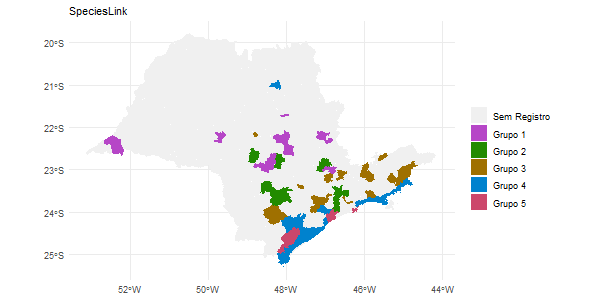 SpeciesLink
20°S
21°S
22°S
23°S
24°S
25°S
52°W
50°W
48°W
46°W
44°W
Sem Registro
Grupo 1
Grupo 2
Grupo 3
Grupo 4
Grupo 5